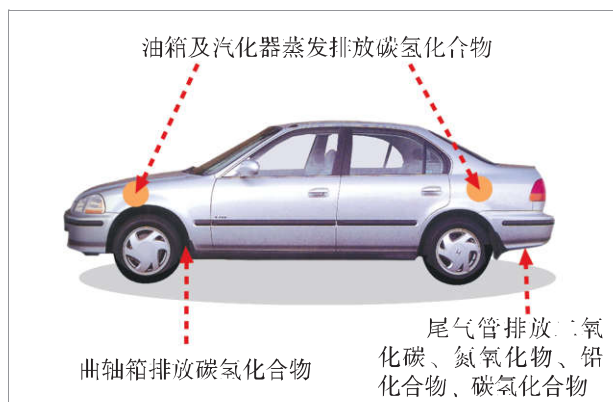 油箱及汽化器蒸发排放碳氢化合物
曲轴箱排放碳氢化合物
尾气管排放二氧
化碳、氮氧化物、铅
化合物、碳氢化合物